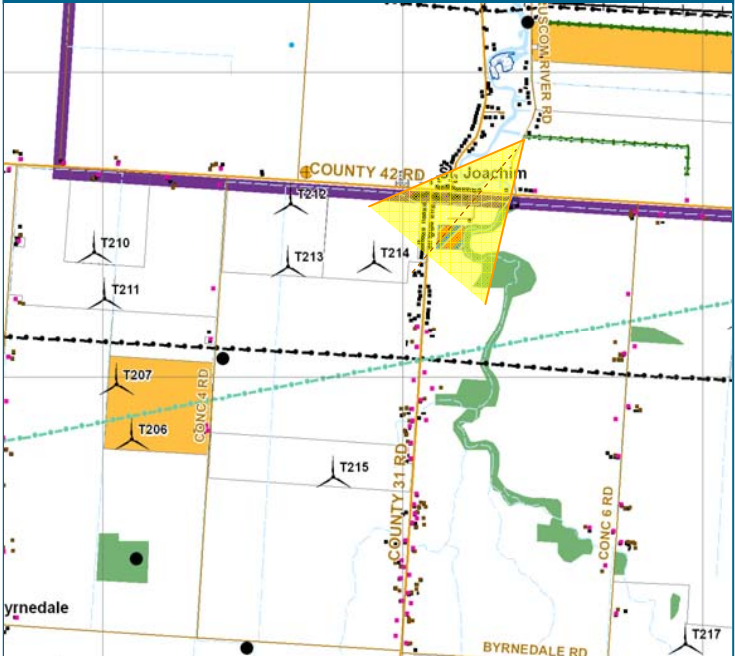 USCOM RIVER RD
COUNTY 42 RD
St. Joachim
T212
T210
T213
T214
T211
T207
CONC 4 RD
T206
T215
COUNTY 31 RD
CONC 6 RD
yrnedale
T217
BYRNEDALE RD